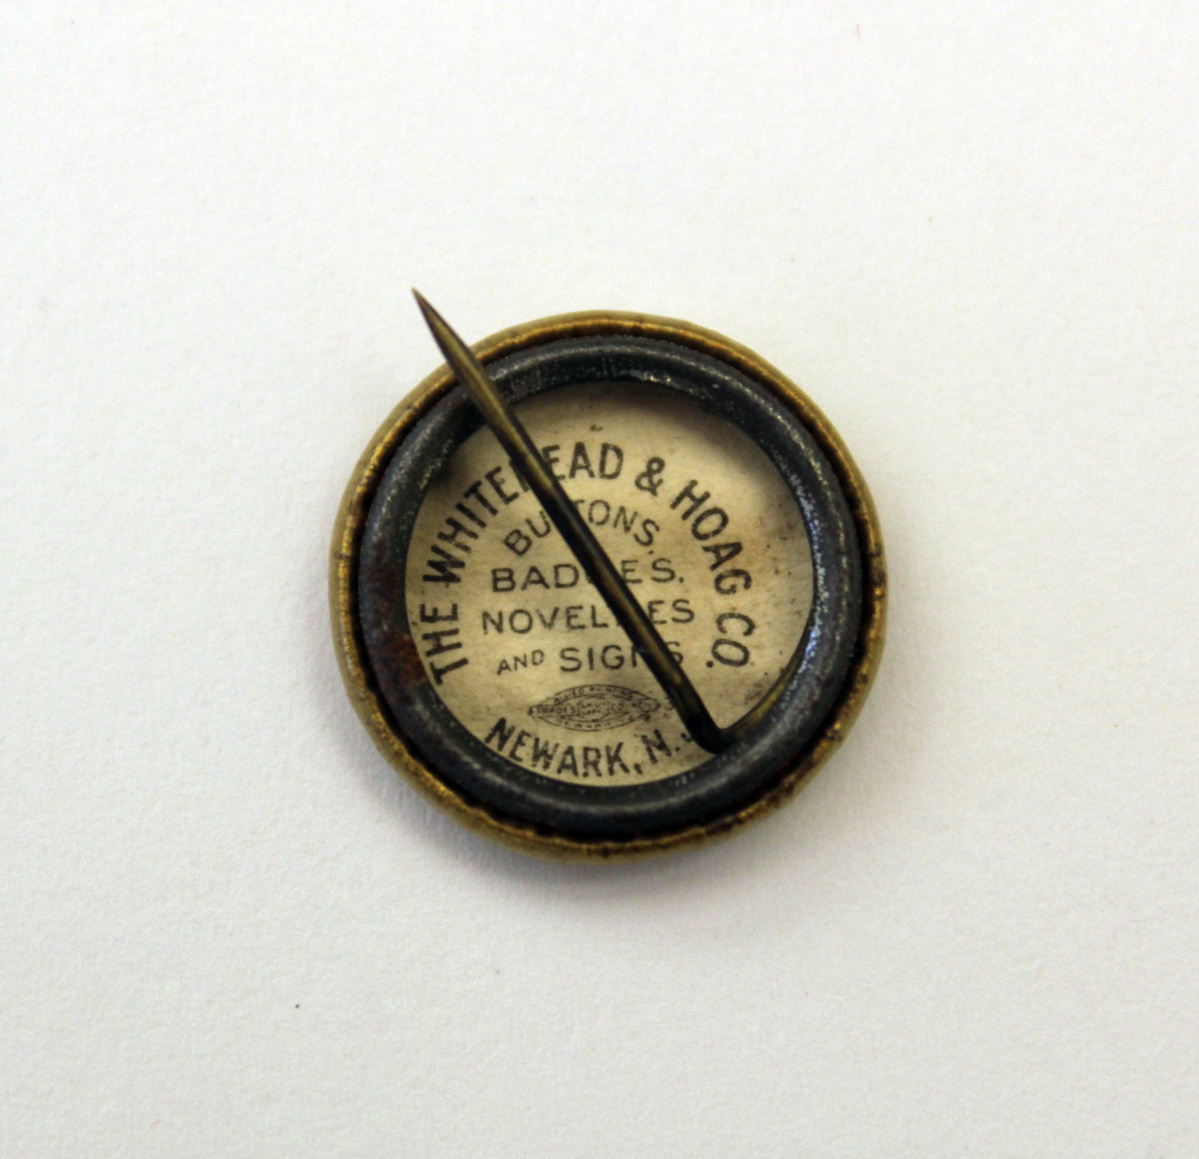 THE WHITEHEAD & HOAG CO.
BUTTONS,
BADGES,
NOVELTIES
AND SIGNS
NEWARK, N.J.